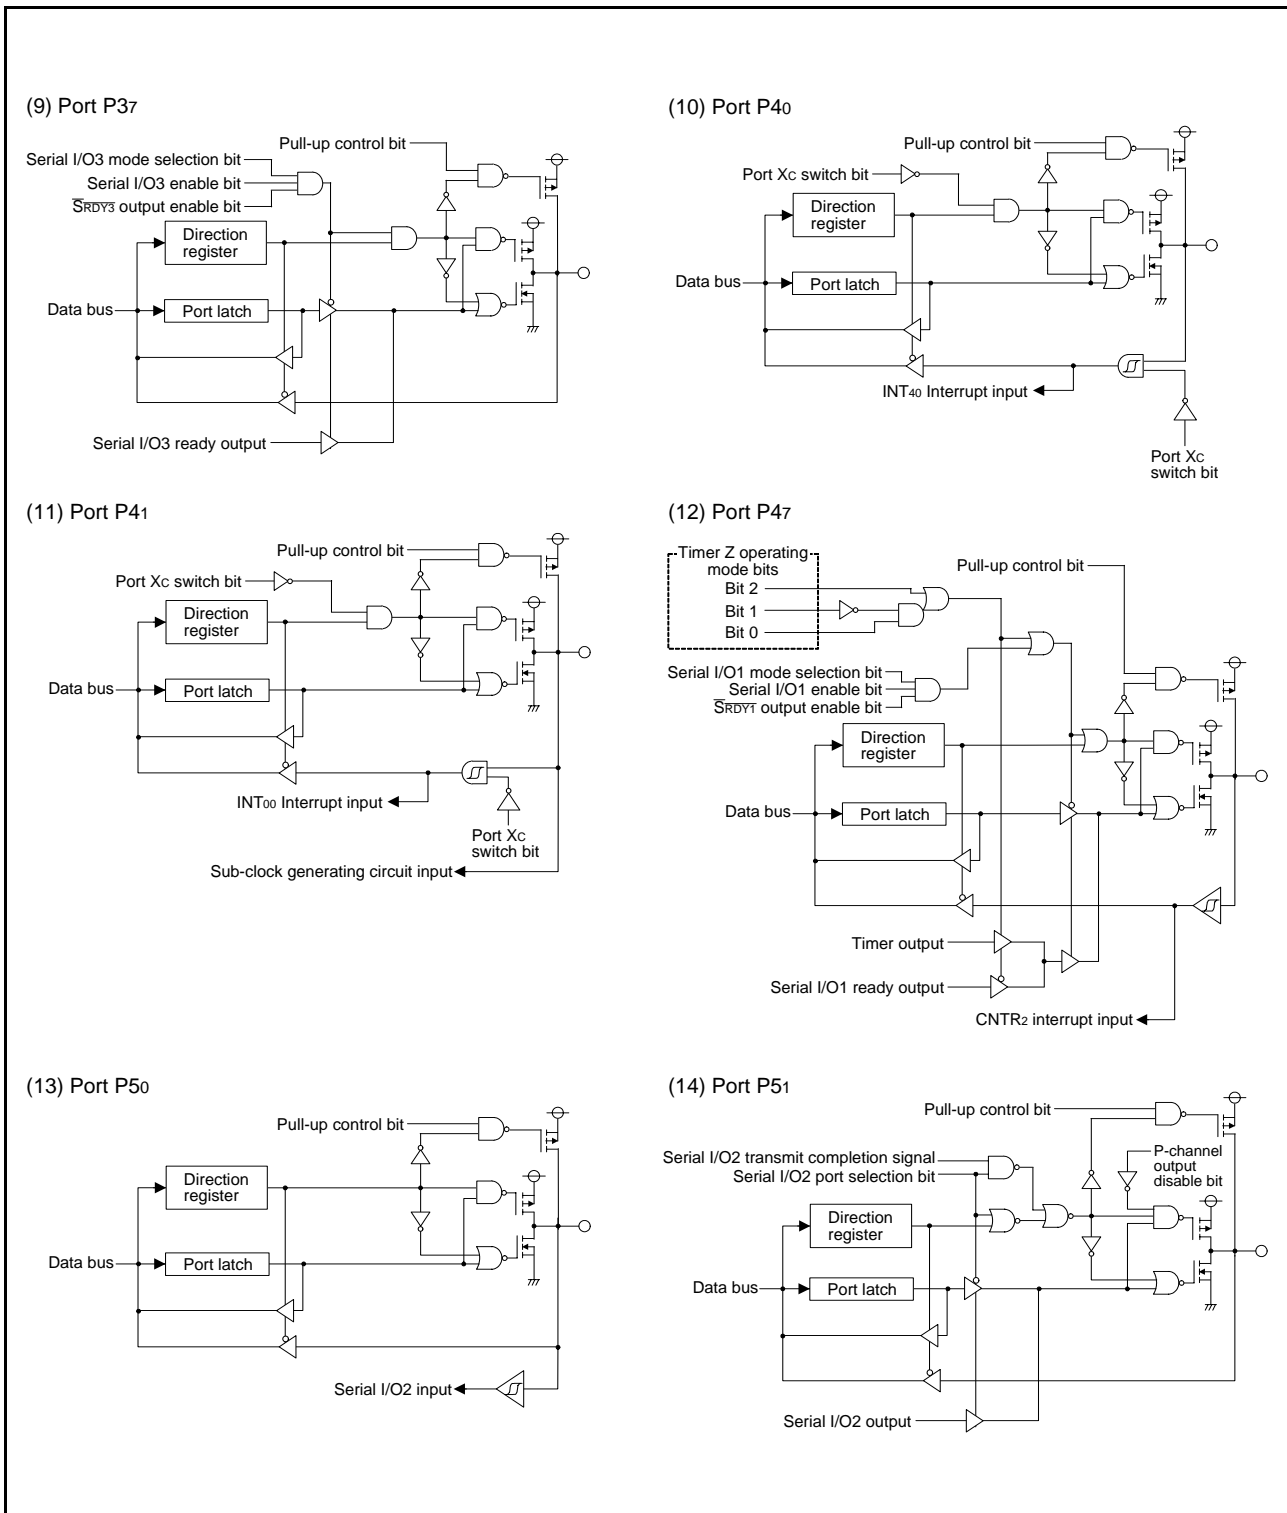 (9) Port P37
Pull-up control bit
Serial I/O3 mode selection bit
Serial I/O3 enable bit
SRDY3 output enable bit
Direction
register
Data bus
Port latch
Serial I/O3 ready output
(10) Port P40
Pull-up control bit
Port XC switch bit
Direction
register
Data bus
Port latch
INT40 Interrupt input
Port XC
switch bit
(11) Port P41
Pull-up control bit
Port XC switch bit
Direction
register
Data bus
Port latch
INT00 Interrupt input
Port XC
switch bit
Sub-clock generating circuit input
(12) Port P47
Timer Z operating
mode bits
Bit 2
Bit 1
Bit 0
Pull-up control bit
Serial I/O1 mode selection bit
Serial I/O1 enable bit
SRDY1 output enable bit
Direction
register
Data bus
Port latch
Timer output
Serial I/O1 ready output
CNTR2 interrupt input
(13) Port P50
Pull-up control bit
Direction
register
Data bus
Port latch
Serial I/O2 input
(14) Port P51
Pull-up control bit
Serial I/O2 transmit completion signal
Serial I/O2 port selection bit
P-channel
output
disable bit
Direction
register
Data bus
Port latch
Serial I/O2 output